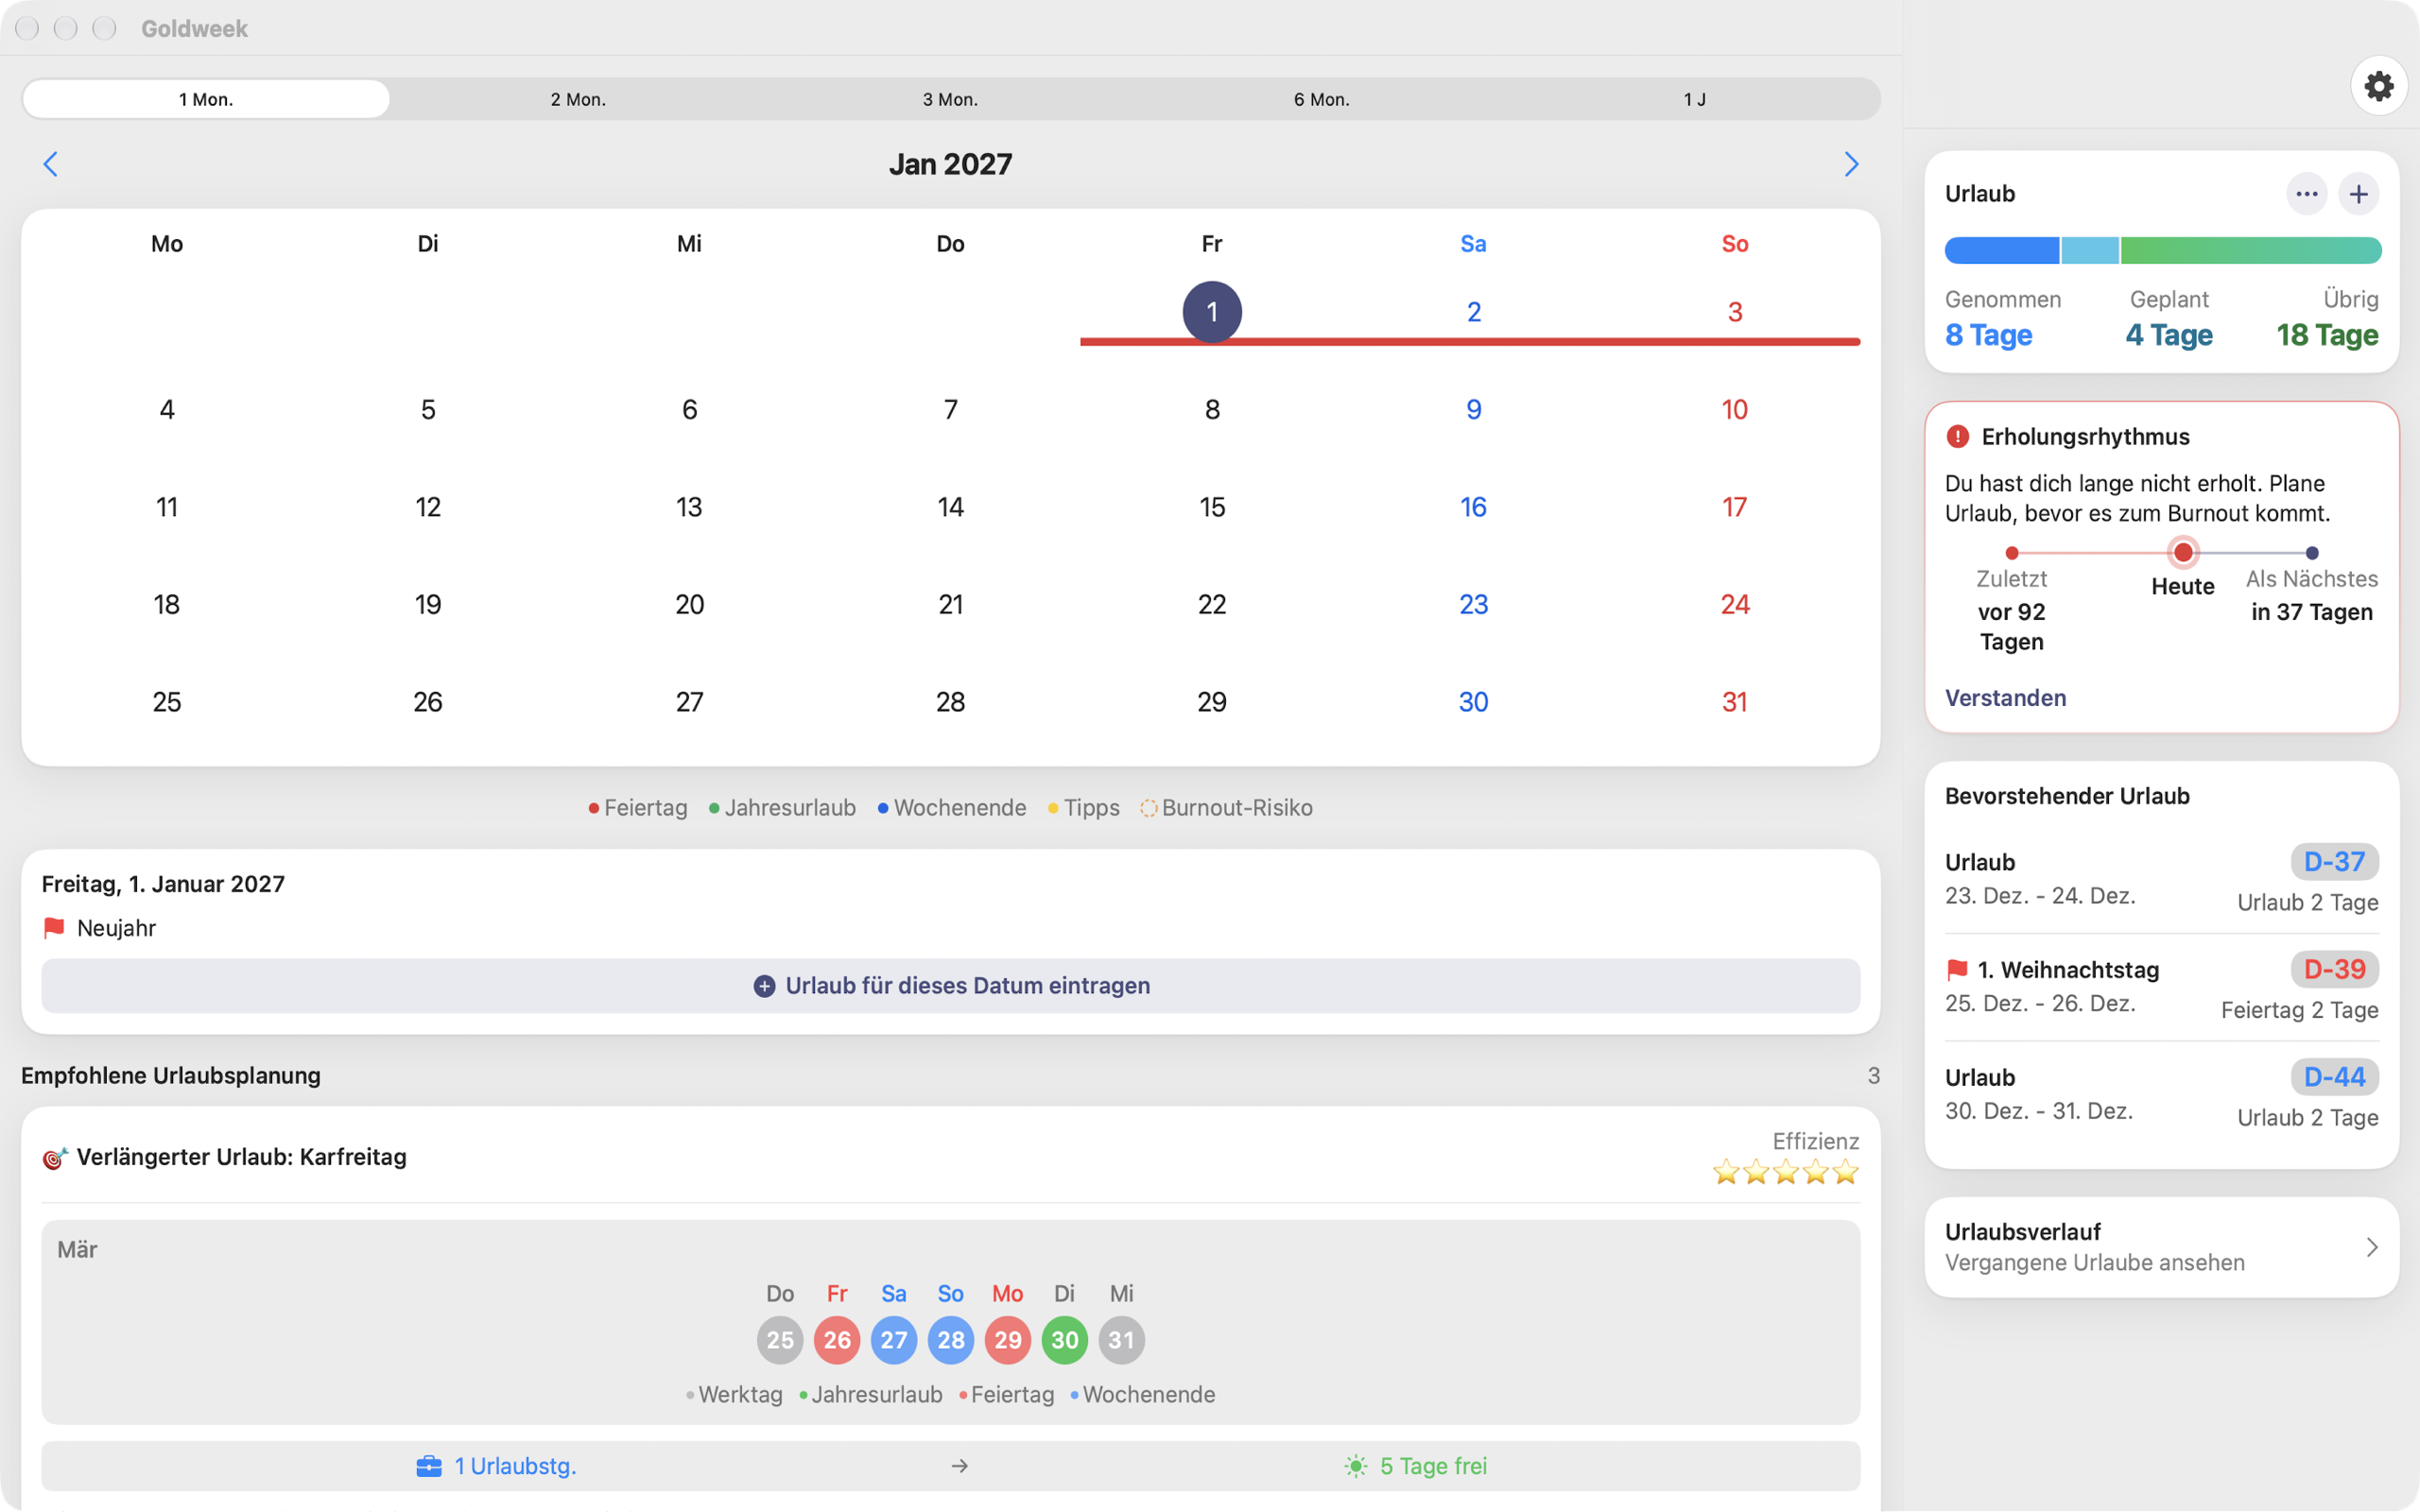 Goldweek
1 Mon.
2 Mon.
3 Mon.
6 Mon.
1 J
Jan 2027
Mo Di Mi Do Fr Sa So
1 2 3
4 5 6 7 8 9 10
11 12 13 14 15 16 17
18 19 20 21 22 23 24
25 26 27 28 29 30 31
Feiertag Jahresurlaub Wochenende Tipps Burnout-Risiko
Freitag, 1. Januar 2027
Neujahr
Urlaub für dieses Datum eintragen
Empfohlene Urlaubsplanung 3
Verlängerter Urlaub: Karfreitag
Effizienz
Mär
Do Fr Sa So Mo Di Mi
25 26 27 28 29 30 31
Werktag Jahresurlaub Feiertag Wochenende
1 Urlaubstg. → 5 Tage frei
Urlaub
Genommen Geplant Übrig
8 Tage 4 Tage 18 Tage
Erholungsrhythmus
Du hast dich lange nicht erholt. Plane
Urlaub, bevor es zum Burnout kommt.
Zuletzt
vor 92
Tagen
Heute
Als Nächstes
in 37 Tagen
Verstanden
Bevorstehender Urlaub
Urlaub D-37
23. Dez. - 24. Dez. Urlaub 2 Tage
1. Weihnachtstag D-39
25. Dez. - 26. Dez. Feiertag 2 Tage
Urlaub D-44
30. Dez. - 31. Dez. Urlaub 2 Tage
Urlaubsverlauf
Vergangene Urlaube ansehen